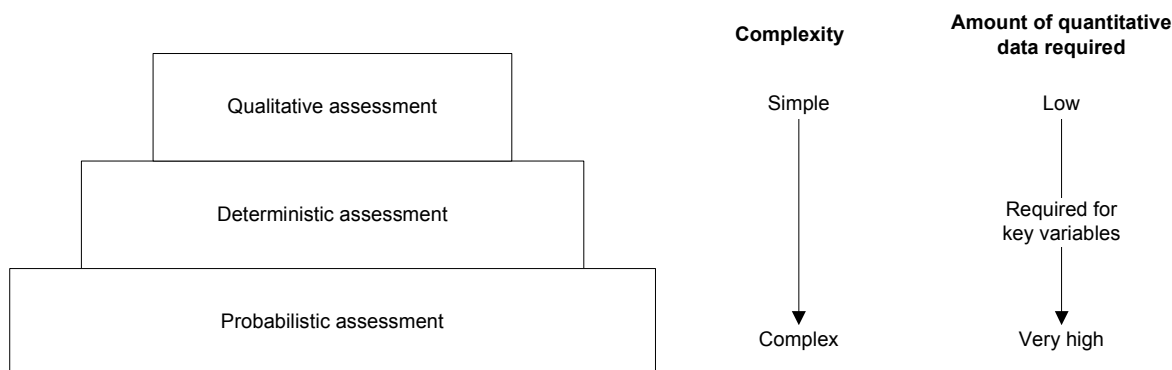 Complexity
Amount of quantitative
data required
Qualitative assessment
Simple
Low
Deterministic assessment
Required for
key variables
Probabilistic assessment
Complex
Very high